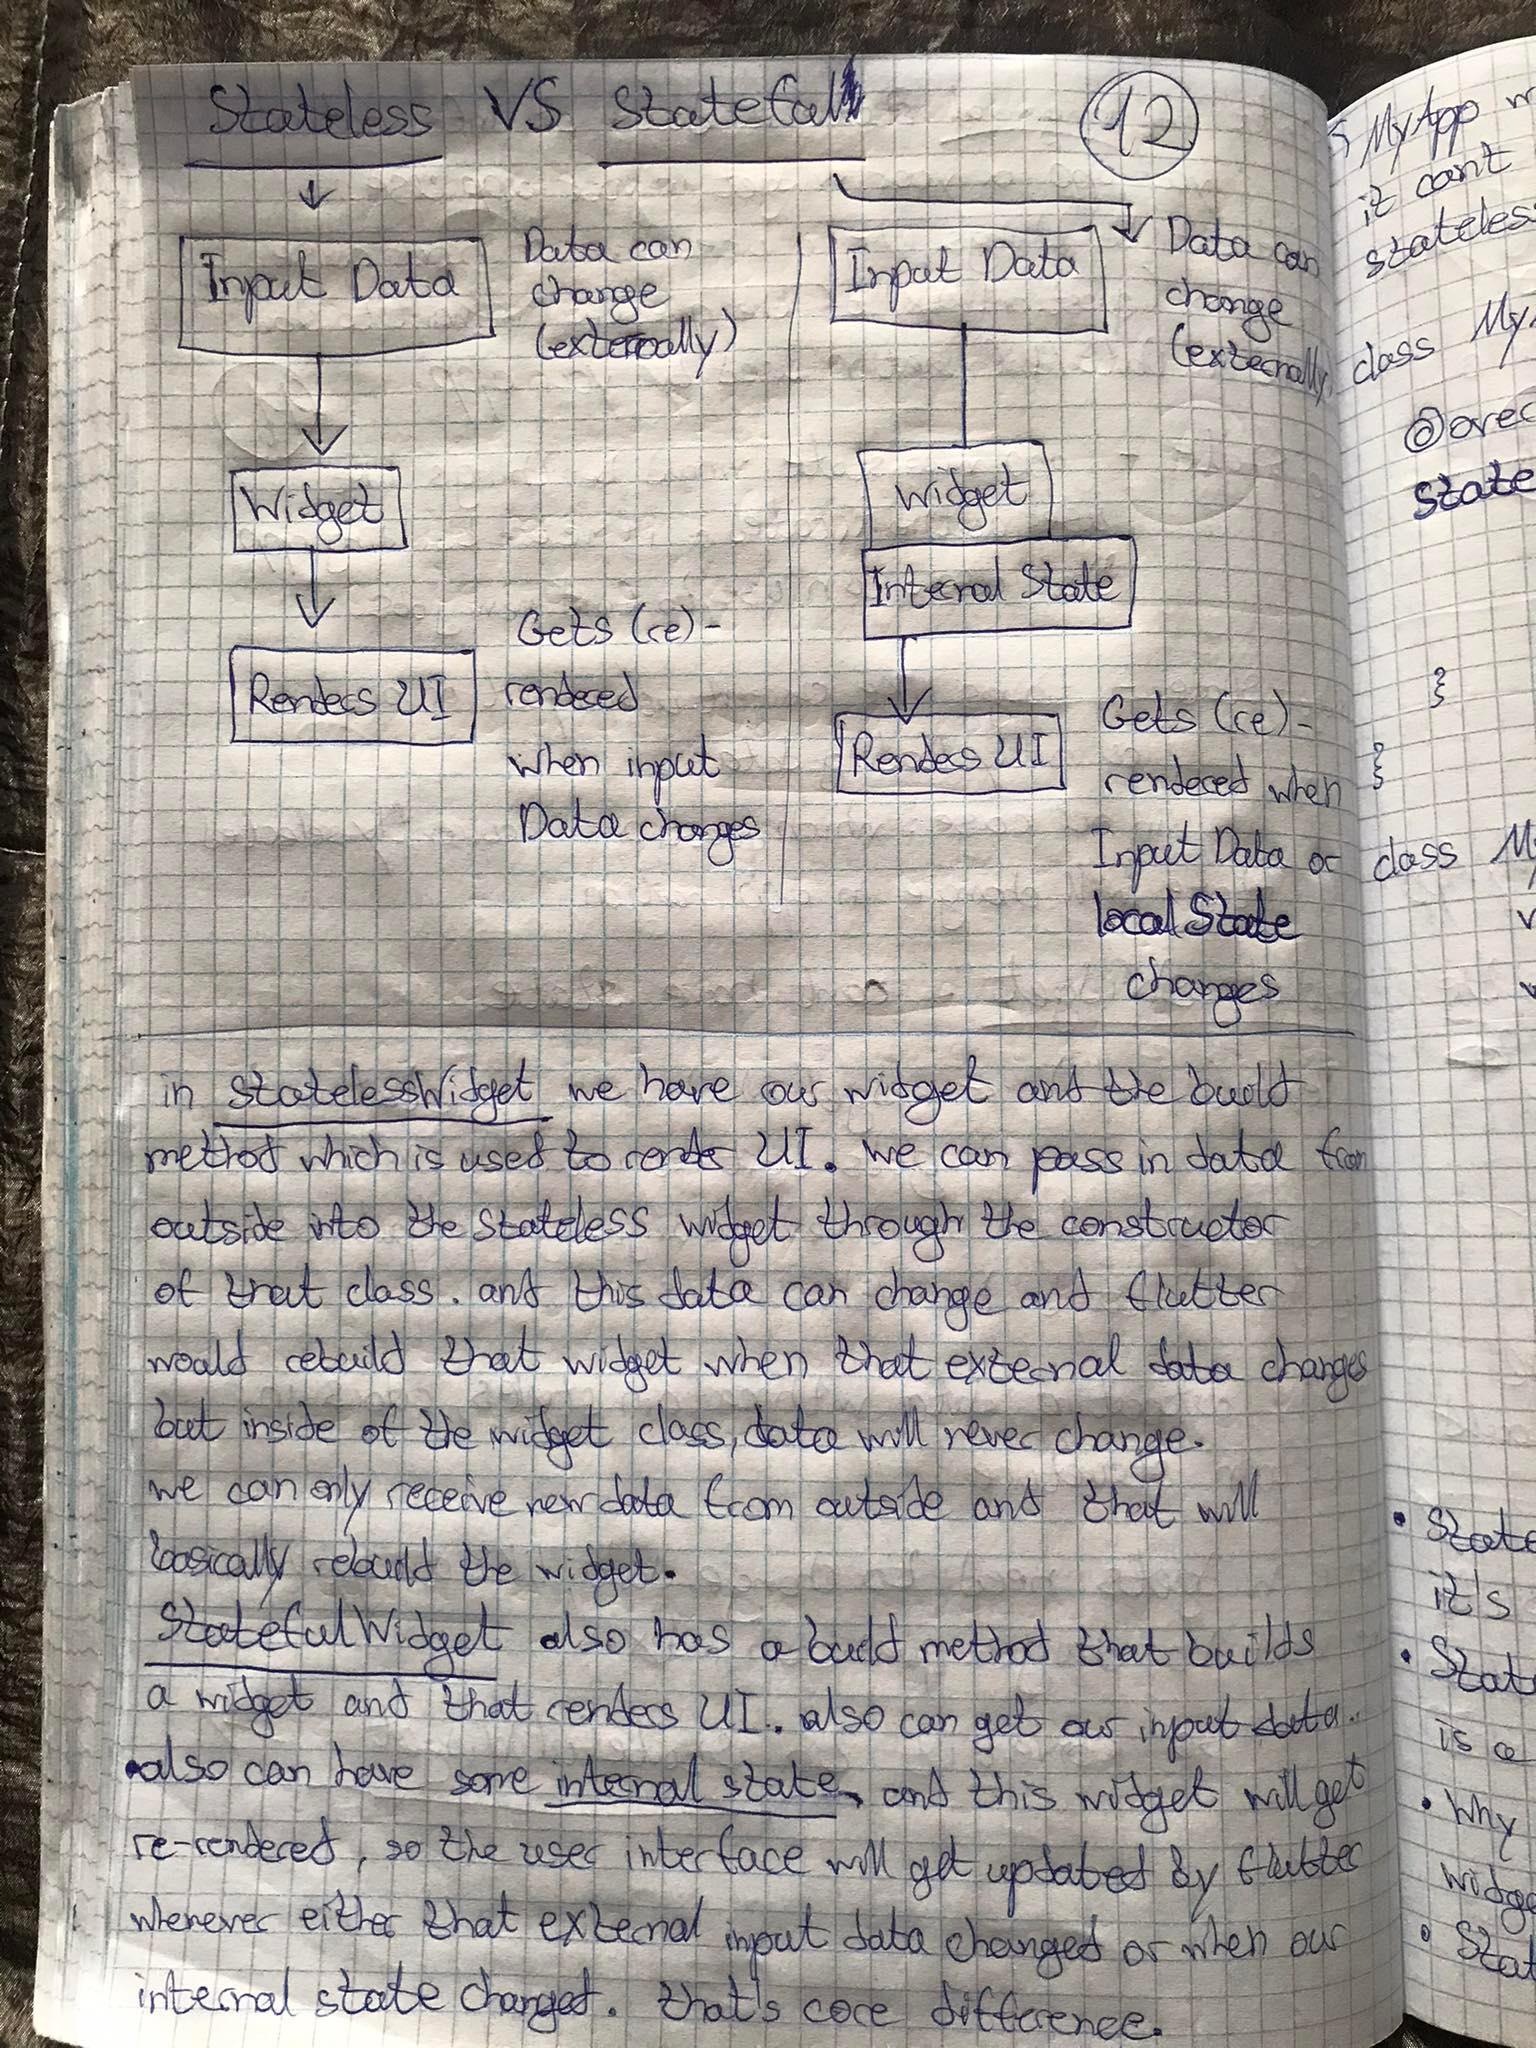 Stateless VS Stateful
12
Input Data
Data can
change
(externally)
Widget
Renders UI
Gets (re)-
rendered
when input
Data changes
Input Data
Data can
change
(externally
Widget
Internal State
Renders UI
Gets (re)-
rendered when
Input Data or
local State
changes
in StatelessWidget we have our widget and the build
method which is used to render UI. we can pass in data from
outside into the stateless widget through the constructor
of that class. and this data can change and flutter
would rebuild that widget when that external data changes
but inside of the widget class, data will never change.
we can only receive new data from outside and that will
basically rebuild the widget.
StatefulWidget also has a build method that builds
a widget and that renders UI. also can get our input data.
•also can have some internal state, and this widget will get
re-rendered, so the user interface will get updated by flutter
whenever either that external input data changed or when our
internal state changed. that's core difference.
MyApp
it can't
stateless
class My
@over
State
}
}
class M
• State
it's
• Stat
is a
• Why
widge
• Stat